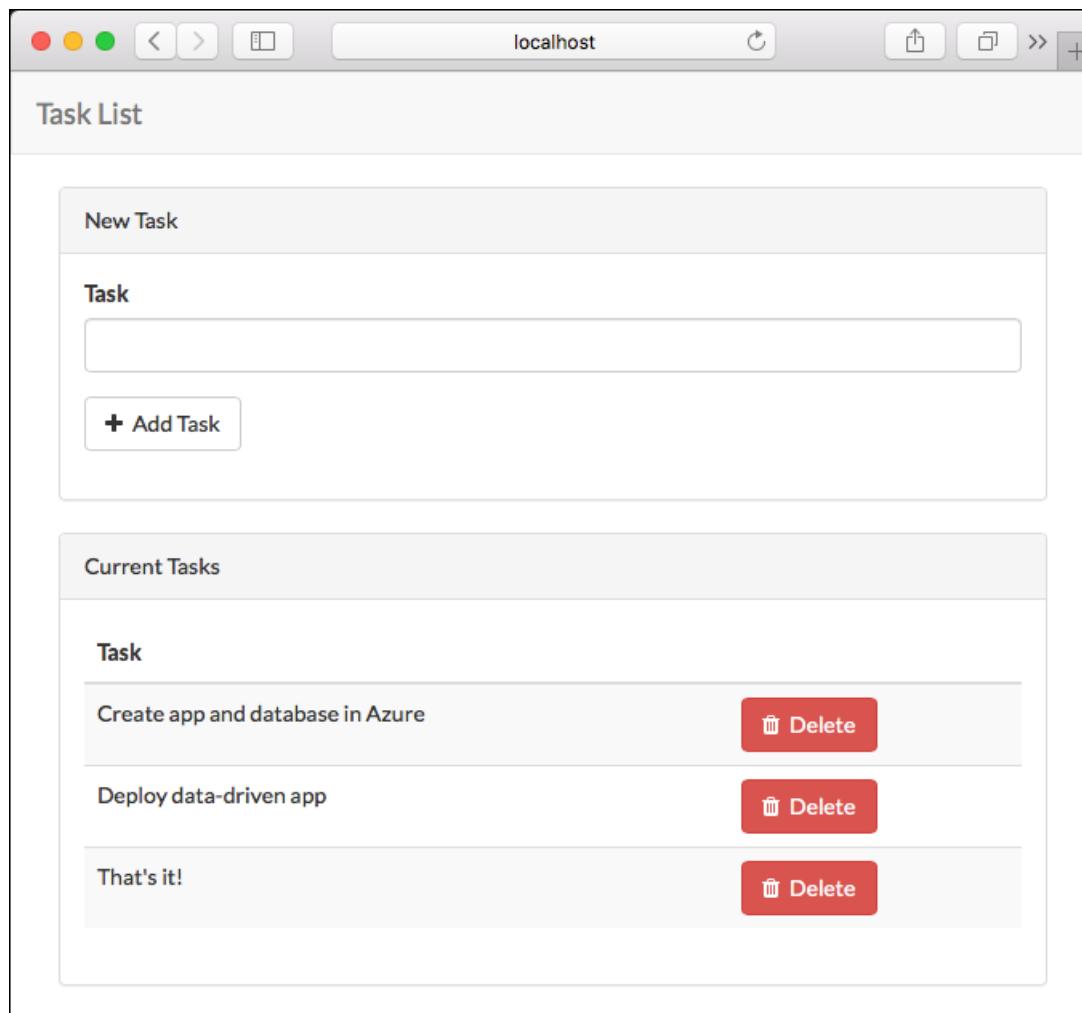 localhost
Task List
New Task
Task
Add Task
Current Tasks
Task
Create app and database in Azure
Delete
Deploy data-driven app
Delete
That's it!
Delete